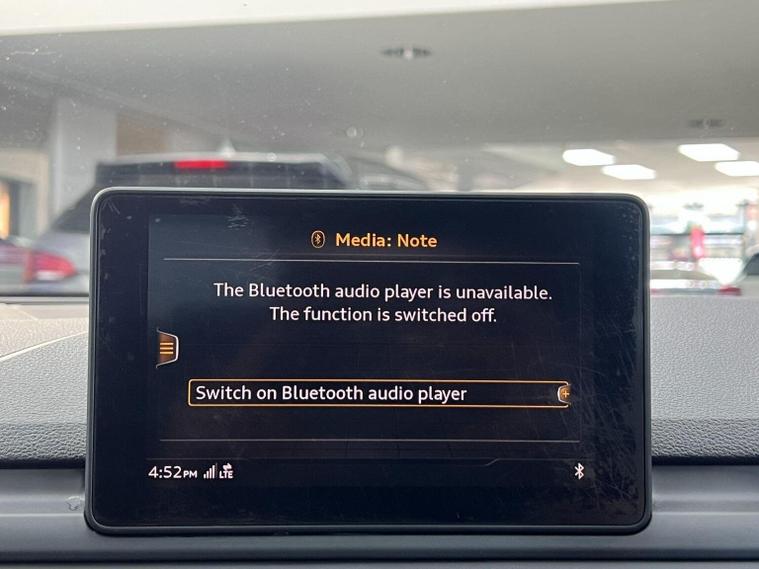 Media: Note
The Bluetooth audio player is unavailable.
The function is switched off.
Switch on Bluetooth audio player
4:52PM LTE